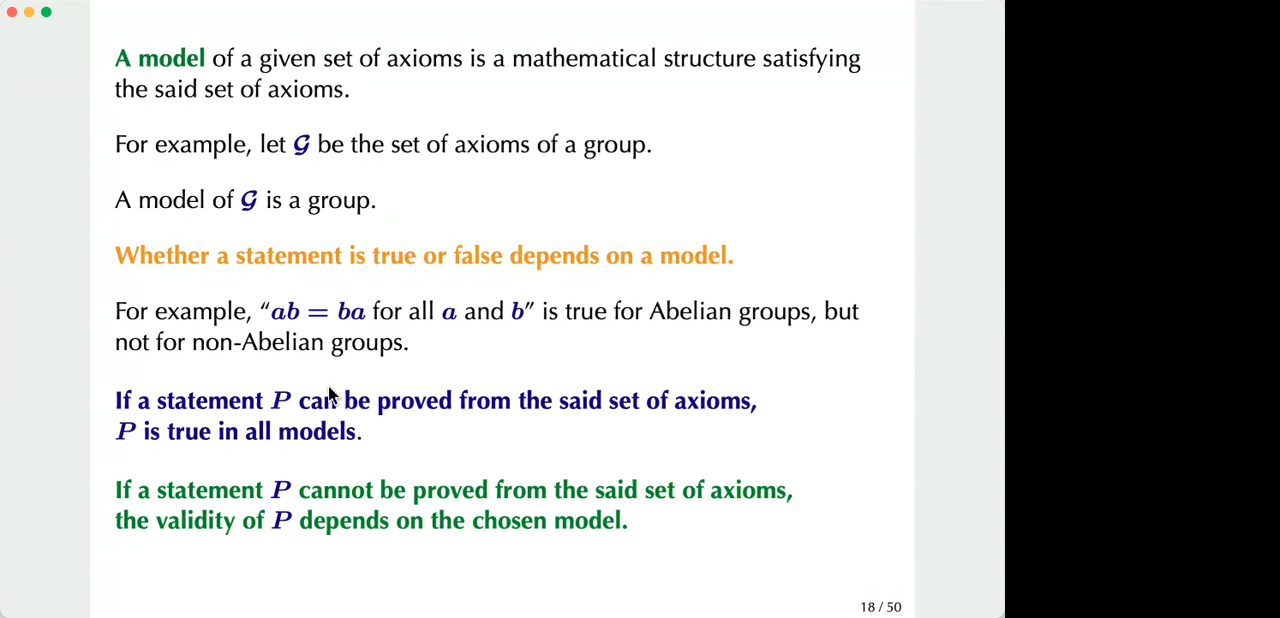 A model of a given set of axioms is a mathematical structure satisfying
the said set of axioms.
For example, let 𝒢 be the set of axioms of a group.
A model of 𝒢 is a group.
Whether a statement is true or false depends on a model.
For example, “ab = ba for all a and b” is true for Abelian groups, but
not for non-Abelian groups.
If a statement P can be proved from the said set of axioms,
P is true in all models.
If a statement P cannot be proved from the said set of axioms,
the validity of P depends on the chosen model.
18 / 50